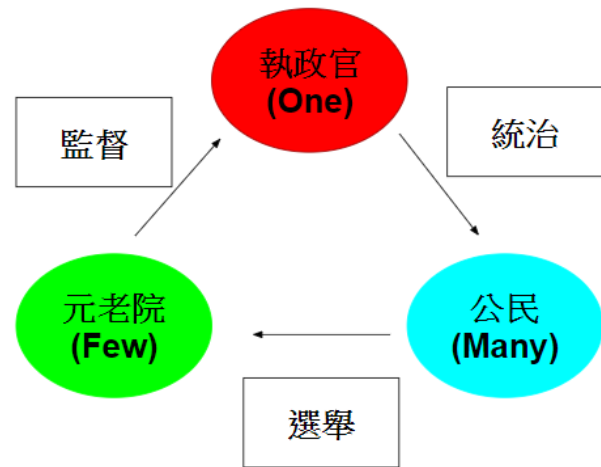 執政官
(One)
監督
統治
元老院
(Few)
公民
(Many)
選舉